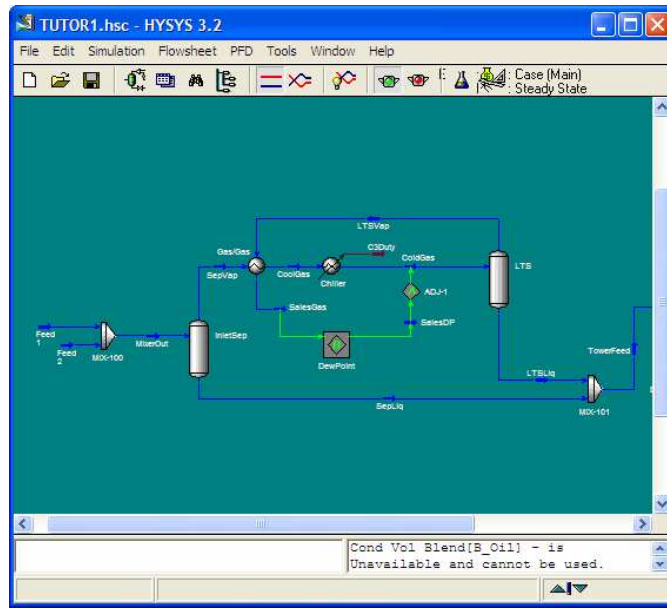 TUTOR1.hsc - HYSYS 3.2
File Edit Simulation Flowsheet PFD Tools Window Help
: Case (Main)
: Steady State
LTSVap
Gas/Gas
C3Duty
SepVap
CoolGas
Chiller
ColdGas
LTS
ADJ-1
SalesGas
SalesDP
Feed
1
Feed
2
MIX-100
MixerOut
InletSep
DewPoint
TowerFeed
LTSLiq
SepLiq
MIX-101
Cond Vol Blend[B_Oil] - is
Unavailable and cannot be used.